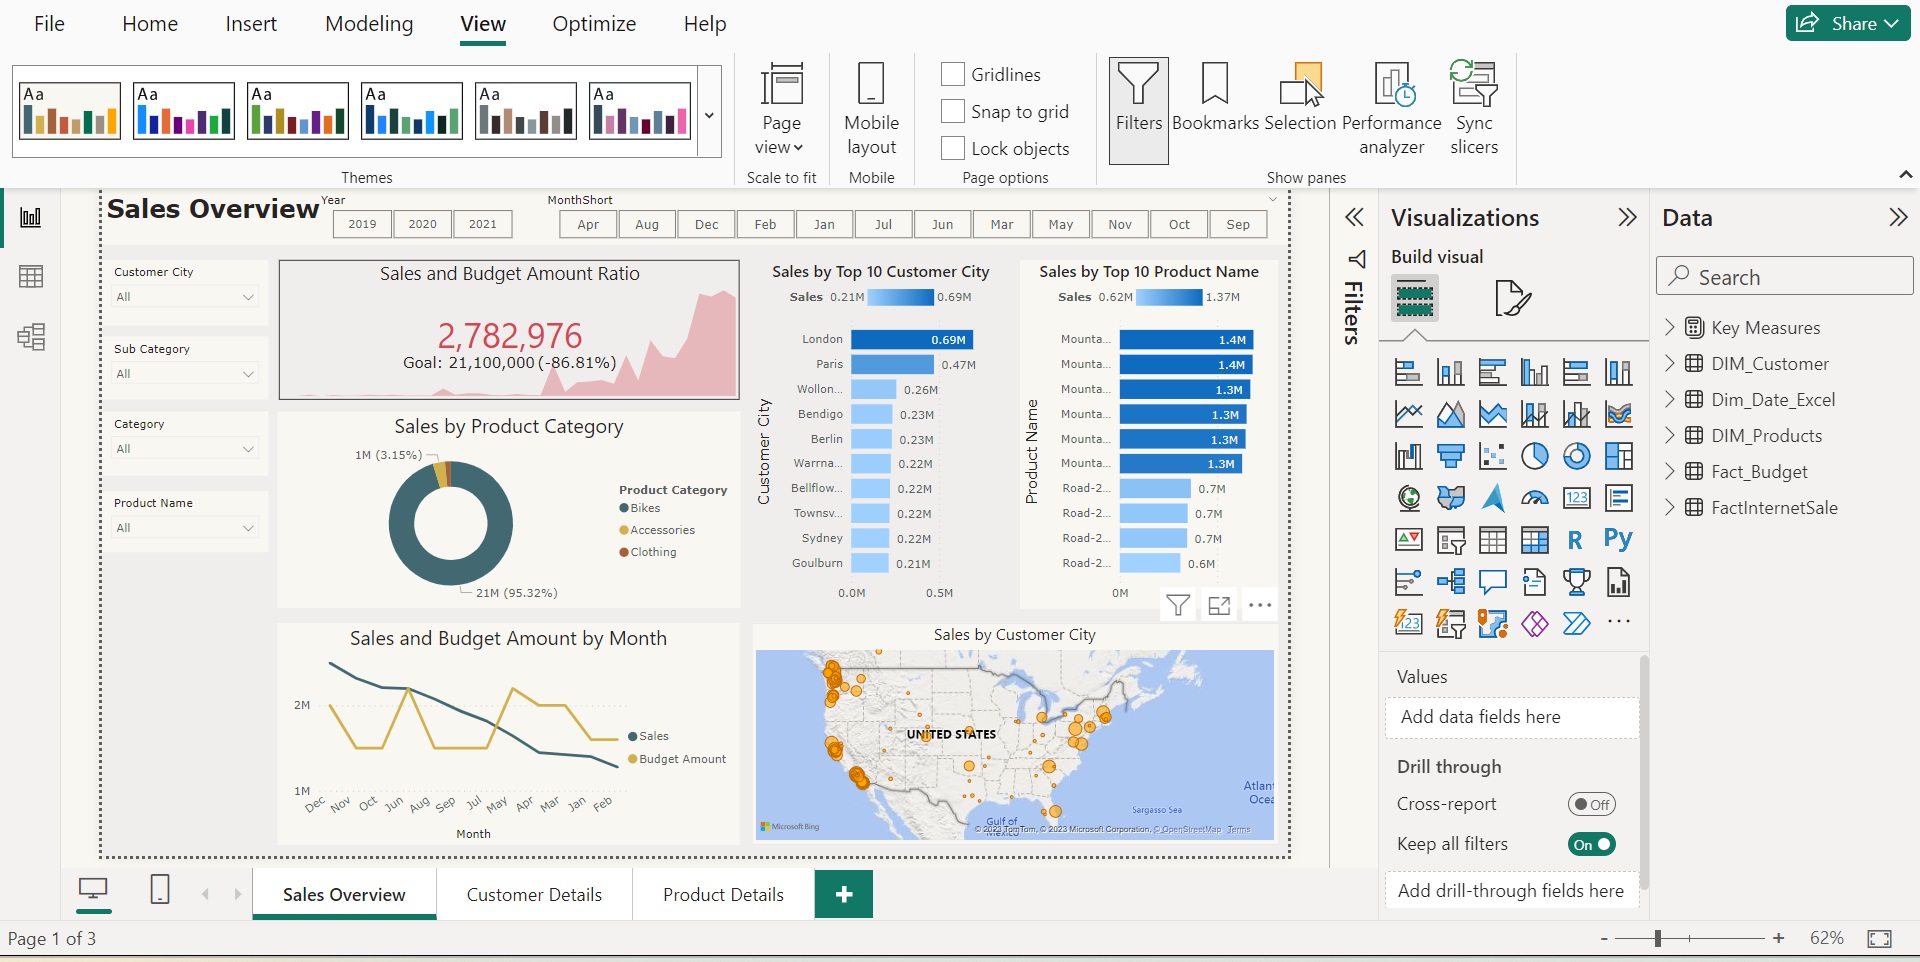 File Home Insert Modeling View Optimize Help Share
Aa Aa Aa Aa Aa Aa
Page view
Mobile layout
Gridlines
Snap to grid
Lock objects
Filters Bookmarks Selection
Performance analyzer
Sync slicers
Themes Scale to fit Mobile Page options Show panes
Sales Overview
Year
2019 2020 2021
MonthShort
Apr Aug Dec Feb Jan Jul Jun Mar May Nov Oct Sep
Customer City
All
Sub Category
All
Category
All
Product Name
All
Sales and Budget Amount Ratio
2,782,976
Goal: 21,100,000 (-86.81%)
Sales by Product Category
1M (3.15%)
21M (95.32%)
Product Category
Bikes
Accessories
Clothing
Sales and Budget Amount by Month
2M
1M
Dec Nov Oct Jun Aug Sep Jul May Apr Mar Jan Feb
Month
Sales
Budget Amount
Sales by Top 10 Customer City
Sales 0.21M 0.69M
Customer City
London 0.69M
Paris 0.47M
Wollon... 0.26M
Bendigo 0.23M
Berlin 0.23M
Warrna... 0.22M
Bellflow... 0.22M
Townsv... 0.22M
Sydney 0.22M
Goulburn 0.21M
0.0M 0.5M
Sales by Top 10 Product Name
Sales 0.62M 1.37M
Product Name
Mounta... 1.4M
Mounta... 1.4M
Mounta... 1.3M
Mounta... 1.3M
Mounta... 1.3M
Mounta... 1.3M
Road-2... 0.7M
Road-2... 0.7M
Road-2... 0.7M
Road-2... 0.6M
0M
Sales by Customer City
UNITED STATES
Atlan
Ocea
Sargasso Sea
Gulf of
Mexico
Microsoft Bing
© 2023 TomTom, © 2023 Microsoft Corporation, © OpenStreetMap Terms
Filters
Visualizations
Build visual
123
R Py
123
Values
Add data fields here
Drill through
Cross-report Off
Keep all filters On
Add drill-through fields here
Data
Search
Key Measures
DIM_Customer
Dim_Date_Excel
DIM_Products
Fact_Budget
FactInternetSale
Sales Overview Customer Details Product Details +
Page 1 of 3
- + 62%